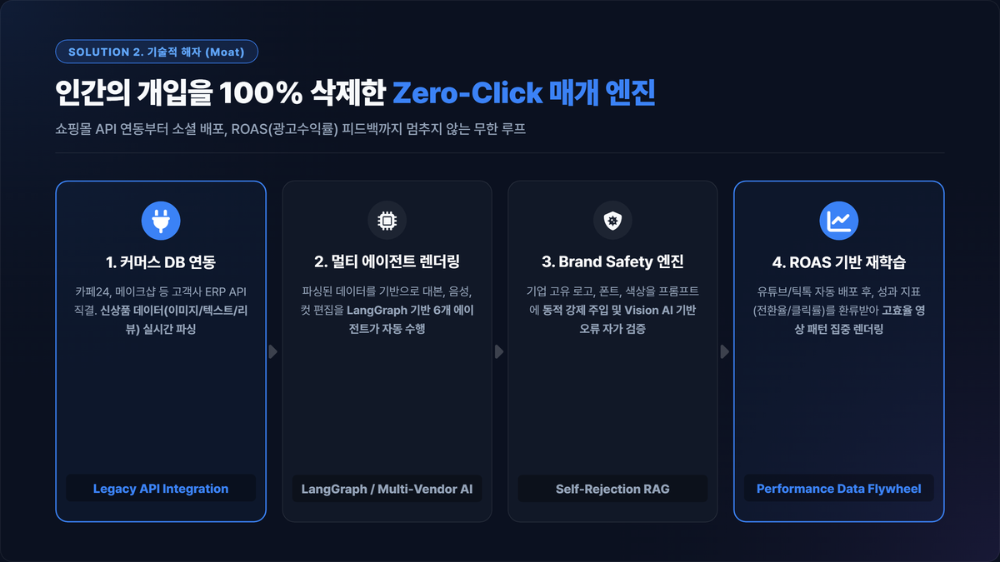 SOLUTION 2. 기술적 해자 (Moat)
인간의 개입을 100% 삭제한 Zero-Click 매개 엔진
쇼핑몰 API 연동부터 소셜 배포, ROAS(광고수익률) 피드백까지 멈추지 않는 무한 루프
1. 커머스 DB 연동
카페24, 메이크샵 등 고객사 ERP API
직결. 신상품 데이터(이미지/텍스트/리
뷰) 실시간 파싱
Legacy API Integration
2. 멀티 에이전트 렌더링
파싱된 데이터를 기반으로 대본, 음성,
컷 편집을 LangGraph 기반 6개 에이
전트가 자동 수행
LangGraph / Multi-Vendor AI
3. Brand Safety 엔진
기업 고유 로고, 폰트, 색상을 프롬프트
에 동적 강제 주입 및 Vision AI 기반
오류 자가 검증
Self-Rejection RAG
4. ROAS 기반 재학습
유튜브/틱톡 자동 배포 후, 성과 지표
(전환율/클릭률)를 환류받아 고효율 영
상 패턴 집중 렌더링
Performance Data Flywheel